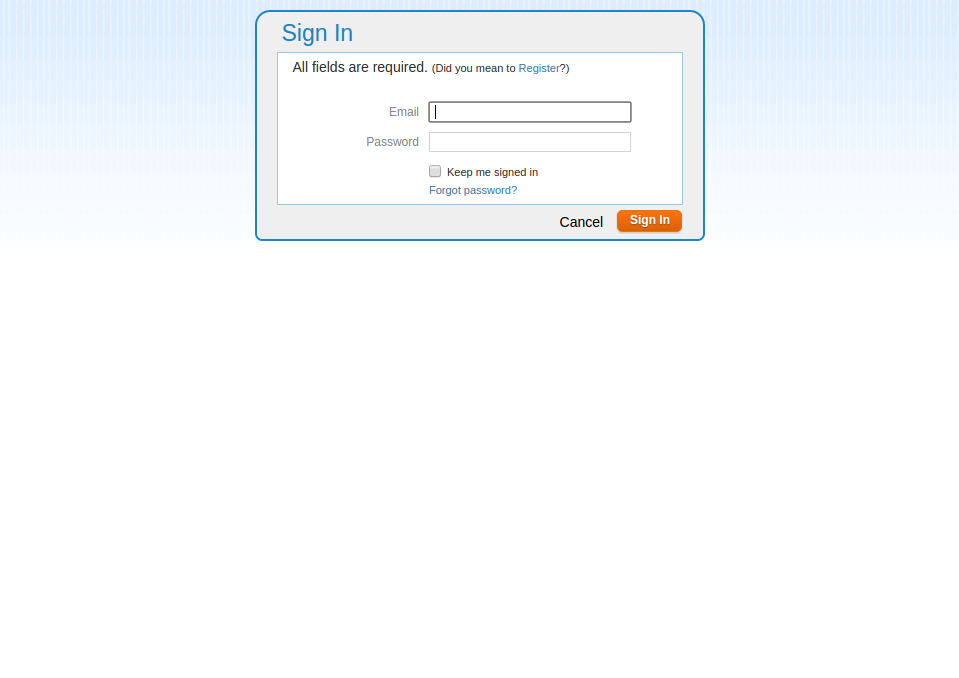 Sign In
All fields are required. (Did you mean to Register?)
Email
Password
Keep me signed in
Forgot password?
Cancel Sign In